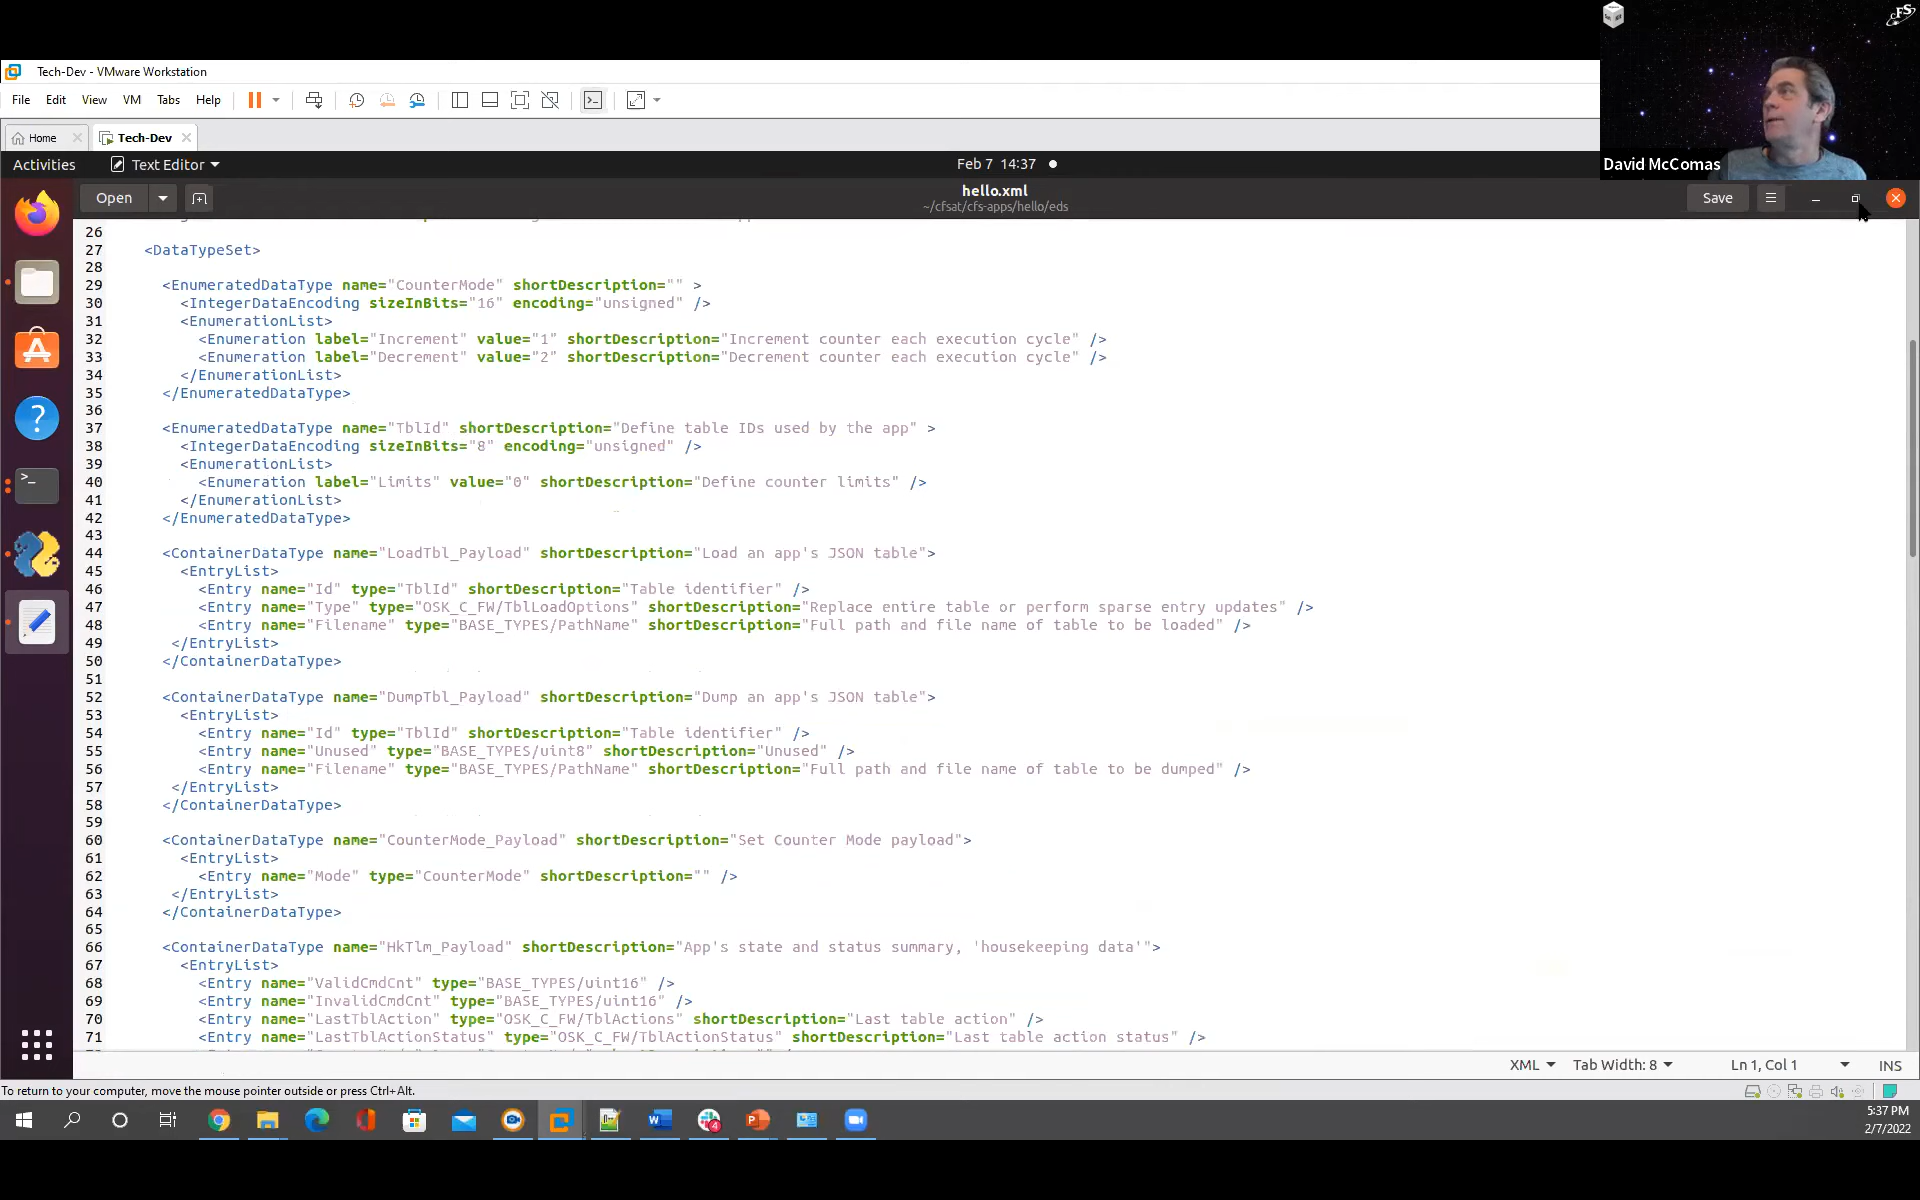 cFS
Tech-Dev - VMware Workstation
File Edit View VM Tabs Help
Home Tech-Dev
David McComas
Activities Text Editor Feb 7 14:37
Open hello.xml Save
~/cfsat/cfs-apps/hello/eds
26
27 <DataTypeSet>
28
29 <EnumeratedDataType name="CounterMode" shortDescription="" >
30 <IntegerDataEncoding sizeInBits="16" encoding="unsigned" />
31 <EnumerationList>
32 <Enumeration label="Increment" value="1" shortDescription="Increment counter each execution cycle" />
33 <Enumeration label="Decrement" value="2" shortDescription="Decrement counter each execution cycle" />
34 </EnumerationList>
35 </EnumeratedDataType>
36
37 <EnumeratedDataType name="TblId" shortDescription="Define table IDs used by the app" >
38 <IntegerDataEncoding sizeInBits="8" encoding="unsigned" />
39 <EnumerationList>
40 <Enumeration label="Limits" value="0" shortDescription="Define counter limits" />
41 </EnumerationList>
42 </EnumeratedDataType>
43
44 <ContainerDataType name="LoadTbl_Payload" shortDescription="Load an app's JSON table">
45 <EntryList>
46 <Entry name="Id" type="TblId" shortDescription="Table identifier" />
47 <Entry name="Type" type="OSK_C_FW/TblLoadOptions" shortDescription="Replace entire table or perform sparse entry updates" />
48 <Entry name="Filename" type="BASE_TYPES/PathName" shortDescription="Full path and file name of table to be loaded" />
49 </EntryList>
50 </ContainerDataType>
51
52 <ContainerDataType name="DumpTbl_Payload" shortDescription="Dump an app's JSON table">
53 <EntryList>
54 <Entry name="Id" type="TblId" shortDescription="Table identifier" />
55 <Entry name="Unused" type="BASE_TYPES/uint8" shortDescription="Unused" />
56 <Entry name="Filename" type="BASE_TYPES/PathName" shortDescription="Full path and file name of table to be dumped" />
57 </EntryList>
58 </ContainerDataType>
59
60 <ContainerDataType name="CounterMode_Payload" shortDescription="Set Counter Mode payload">
61 <EntryList>
62 <Entry name="Mode" type="CounterMode" shortDescription="" />
63 </EntryList>
64 </ContainerDataType>
65
66 <ContainerDataType name="HkTlm_Payload" shortDescription="App's state and status summary, 'housekeeping data'">
67 <EntryList>
68 <Entry name="ValidCmdCnt" type="BASE_TYPES/uint16" />
69 <Entry name="InvalidCmdCnt" type="BASE_TYPES/uint16" />
70 <Entry name="LastTblAction" type="OSK_C_FW/TblActions" shortDescription="Last table action" />
71 <Entry name="LastTblActionStatus" type="OSK_C_FW/TblActionStatus" shortDescription="Last table action status" />
XML Tab Width: 8 Ln 1, Col 1 INS
To return to your computer, move the mouse pointer outside or press Ctrl+Alt.
5:37 PM
2/7/2022